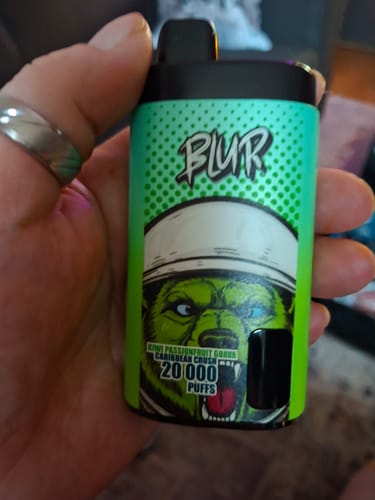 BLUR
KIWI PASSIONFRUIT GUAVA
CARIBBEAN CRUSH
20 000
PUFFS